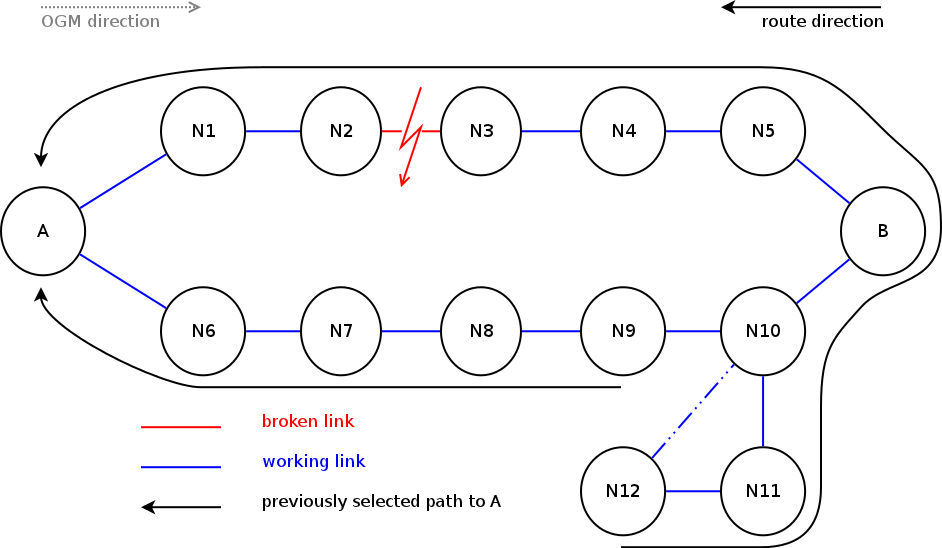 OGM direction
route direction
N1
N2
N3
N4
N5
A
B
N6
N7
N8
N9
N10
broken link
working link
previously selected path to A
N12
N11